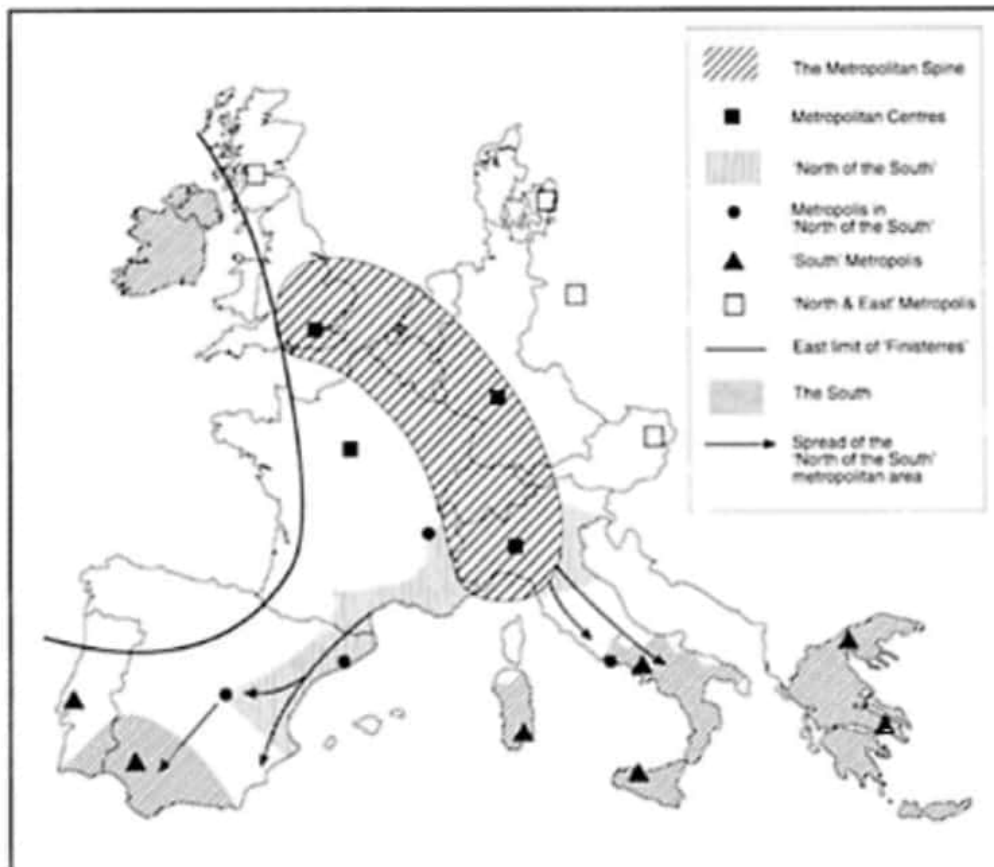 The Metropolitan Spine
Metropolitan Centres
'North of the South'
Metropolis in
'North of the South'
'South' Metropolis
'North & East' Metropolis
East limit of 'Finisterres'
The South
Spread of the
'North of the South'
metropolitan area